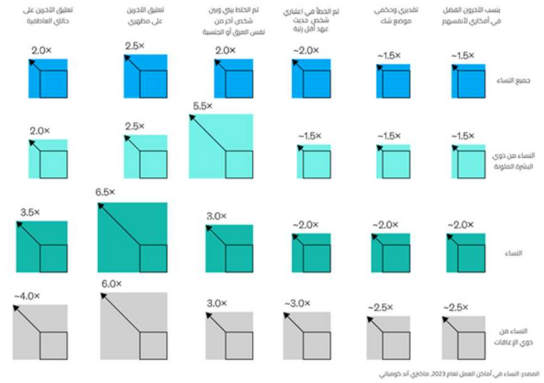 ينسب الآخرون الفضل
في أفكاري لأنفسهم
تقديري وحكمي
موضع شك
تم الخطأ في اعتباري
شخص حديث
عهد أقل رتبة
تم الخلط بيني وبين
شخص آخر من
نفس العرق أو الجنسية
تعليق الآخرين
على مظهري
تعليق الآخرين على
حالتي العاطفية
جميع النساء
~1.5×
~1.5×
~2.0×
2.0×
2.5×
2.0×
النساء من ذوي
البشرة الملونة
~1.5×
~1.5×
~1.5×
5.5×
2.5×
2.0×
النساء
~2.0×
~2.0×
~2.0×
3.0×
6.5×
3.5×
النساء من
ذوي الإعاقات
~2.5×
~2.5×
~3.0×
3.0×
6.0×
~4.0×
المصدر: النساء في أماكن العمل لعام 2023, ماكنزي آند كومباني